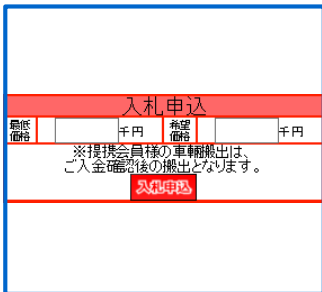 入札申込
最低価格 千円 希望価格 千円
※提携会員様の車輌搬出は、
ご入金確認後の搬出となります。
入札申込